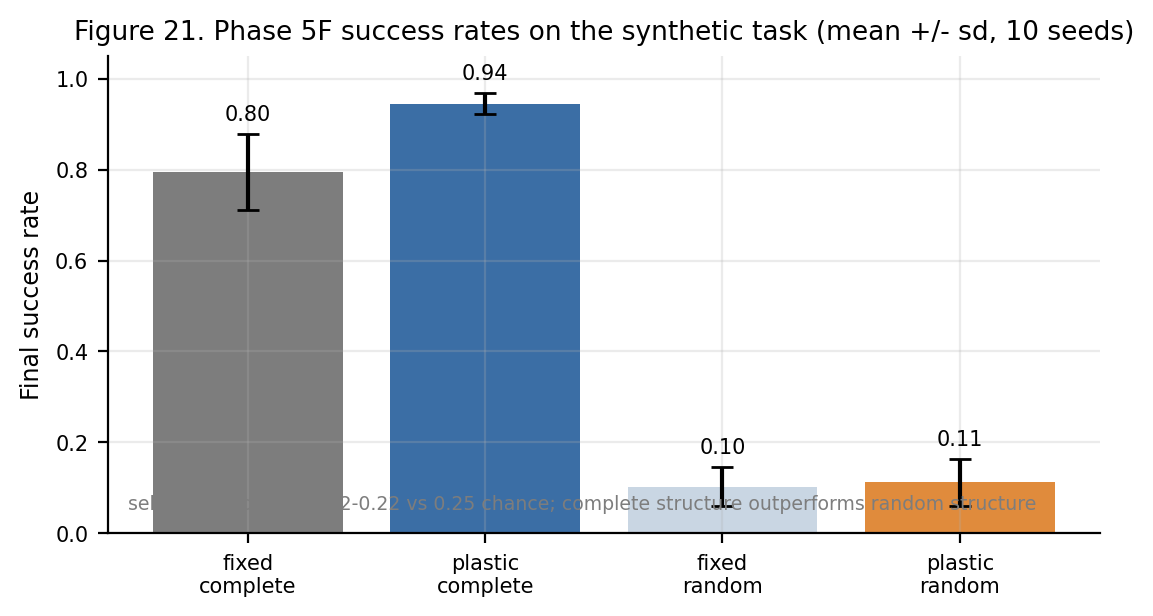 Figure 21. Phase 5F success rates on the synthetic task (mean +/- sd, 10 seeds)
Final success rate
1.0
0.8
0.6
0.4
0.2
0.0
0.80
0.94
0.10
0.11
2-0.22 vs 0.25 chance; complete structure outperforms random structure
fixed
complete
plastic
complete
fixed
random
plastic
random